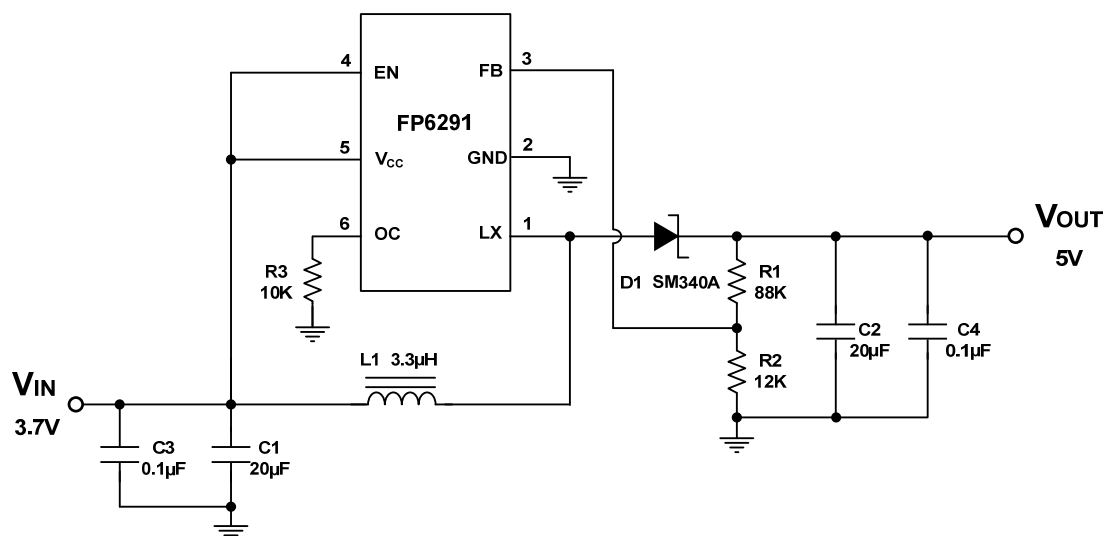 4
EN
FB
3
FP6291
5
VCC
GND
2
6
OC
LX
1
R3
10K
D1 SM340A
R1
88K
VOUT
5V
C2
20μF
C4
0.1μF
R2
12K
L1 3.3μH
VIN
3.7V
C3
0.1μF
C1
20μF